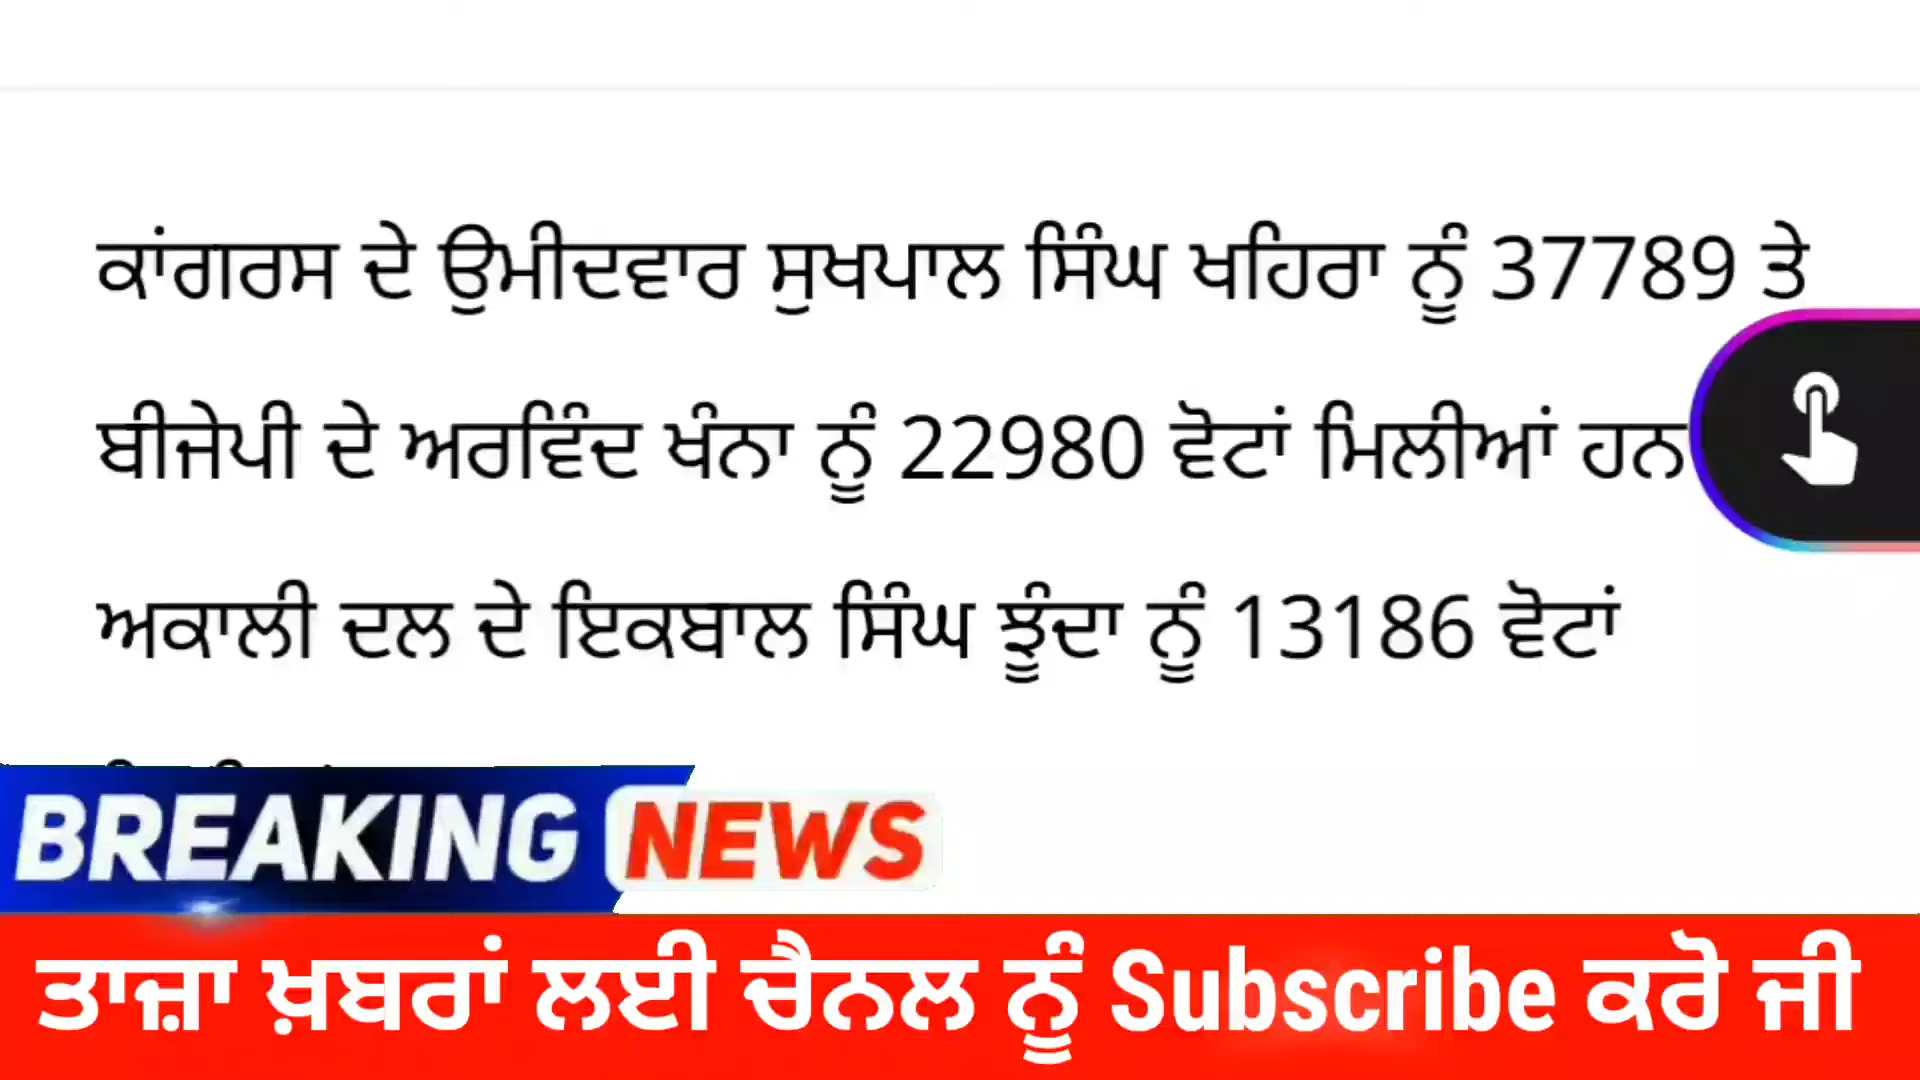 ਕਾਂਗਰਸ ਦੇ ਉਮੀਦਵਾਰ ਸੁਖਪਾਲ ਸਿੰਘ ਖਹਿਰਾ ਨੂੰ 37789 ਤੇ
ਬੀਜੇਪੀ ਦੇ ਅਰਵਿੰਦ ਖੰਨਾ ਨੂੰ 22980 ਵੋਟਾਂ ਮਿਲੀਆਂ ਹਨ
ਅਕਾਲੀ ਦਲ ਦੇ ਇਕਬਾਲ ਸਿੰਘ ਝੂੰਦਾ ਨੂੰ 13186 ਵੋਟਾਂ
BREAKING NEWS
ਤਾਜ਼ਾ ਖ਼ਬਰਾਂ ਲਈ ਚੈਨਲ ਨੂੰ Subscribe ਕਰੋ ਜੀ